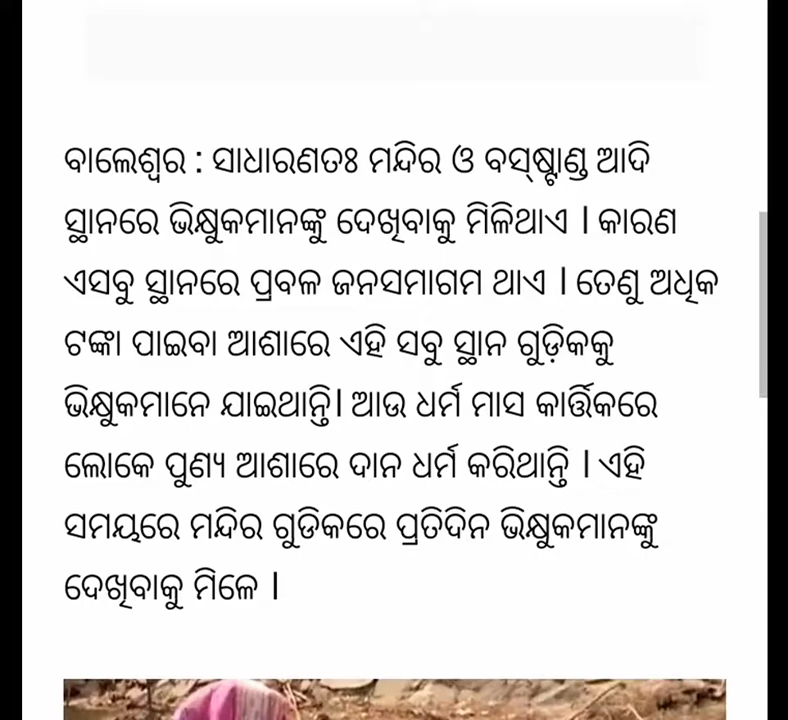 ବାଲେଶ୍ୱର : ସାଧାରଣତଃ ମନ୍ଦିର ଓ ବସ୍‌ଷ୍ଟାଣ୍ଡ ଆଦି
ସ୍ଥାନରେ ଭିକ୍ଷୁକମାନଙ୍କୁ ଦେଖିବାକୁ ମିଳିଥାଏ । କାରଣ
ଏସବୁ ସ୍ଥାନରେ ପ୍ରବଳ ଜନସମାଗମ ଥାଏ । ତେଣୁ ଅଧିକ
ଟଙ୍କା ପାଇବା ଆଶାରେ ଏହି ସବୁ ସ୍ଥାନ ଗୁଡ଼ିକକୁ
ଭିକ୍ଷୁକମାନେ ଯାଇଥାନ୍ତି। ଆଉ ଧର୍ମ ମାସ କାର୍ତ୍ତିକରେ
ଲୋକେ ପୁଣ୍ୟ ଆଶାରେ ଦାନ ଧର୍ମ କରିଥାନ୍ତି । ଏହି
ସମୟରେ ମନ୍ଦିର ଗୁଡିକରେ ପ୍ରତିଦିନ ଭିକ୍ଷୁକମାନଙ୍କୁ
ଦେଖିବାକୁ ମିଳେ ।